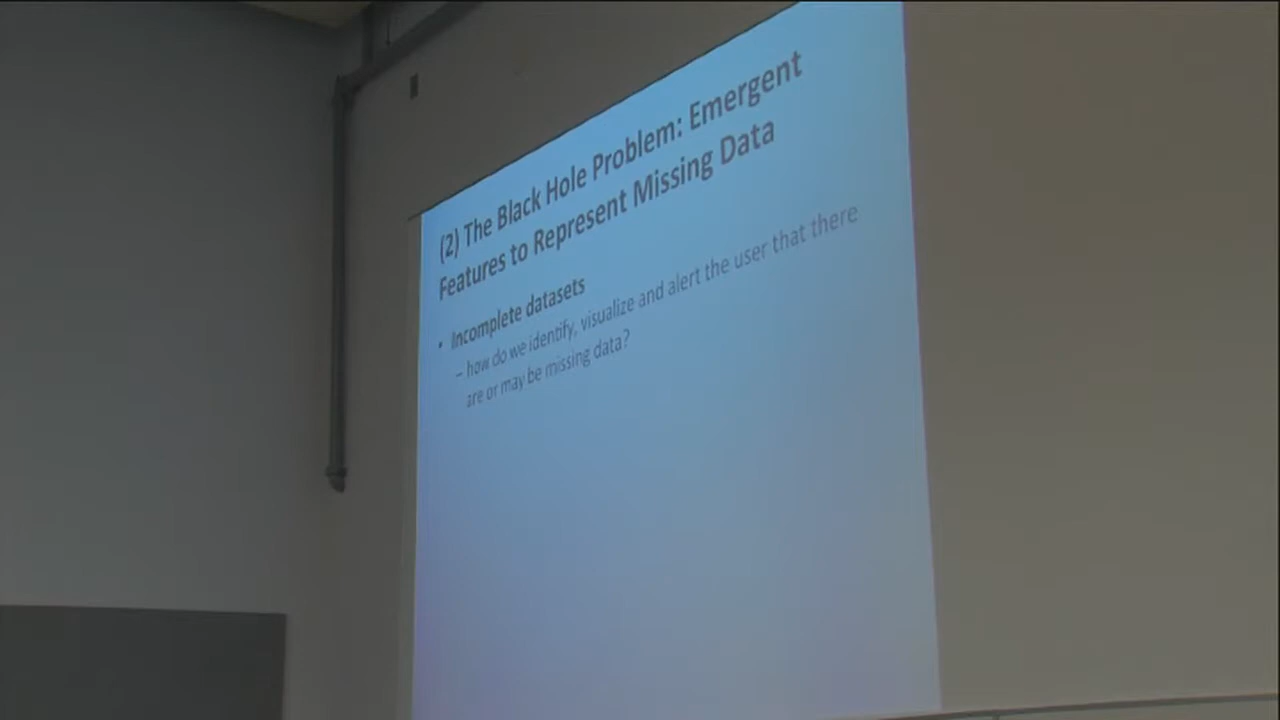 (2) The Black Hole Problem: Emergent
Features to Represent Missing Data
• Incomplete datasets
– how do we identify, visualize and alert the user that there
are or may be missing data?